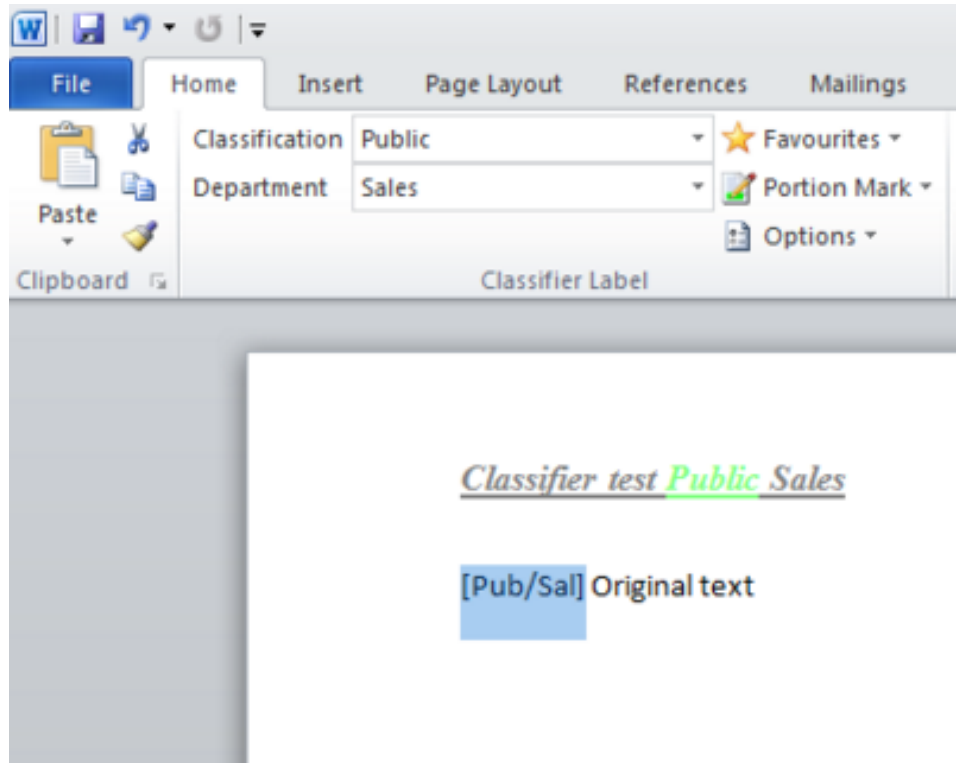 W
File Home Insert Page Layout References Mailings
Classification Public Favourites
Department Sales Portion Mark
Paste
Options
Clipboard Classifier Label
Classifier test Public Sales
[Pub/Sal] Original text